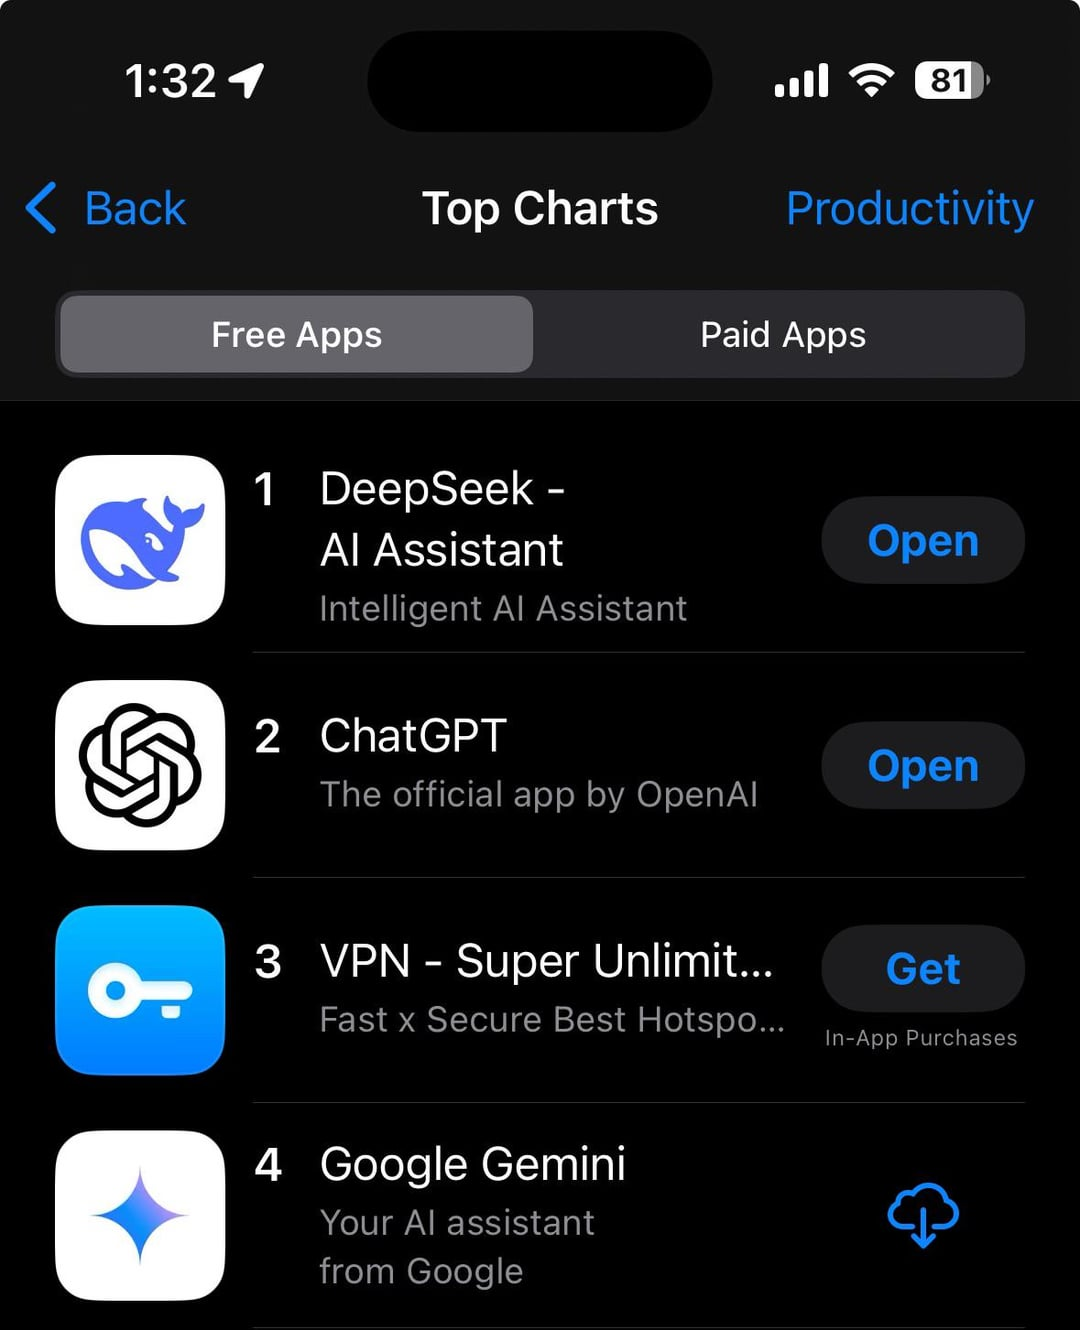 1:32
81
Back
Top Charts
Productivity
Free Apps
Paid Apps
1
DeepSeek -
AI Assistant
Intelligent AI Assistant
Open
2
ChatGPT
The official app by OpenAI
Open
3
VPN - Super Unlimit...
Fast x Secure Best Hotspo...
Get
In-App Purchases
4
Google Gemini
Your AI assistant
from Google